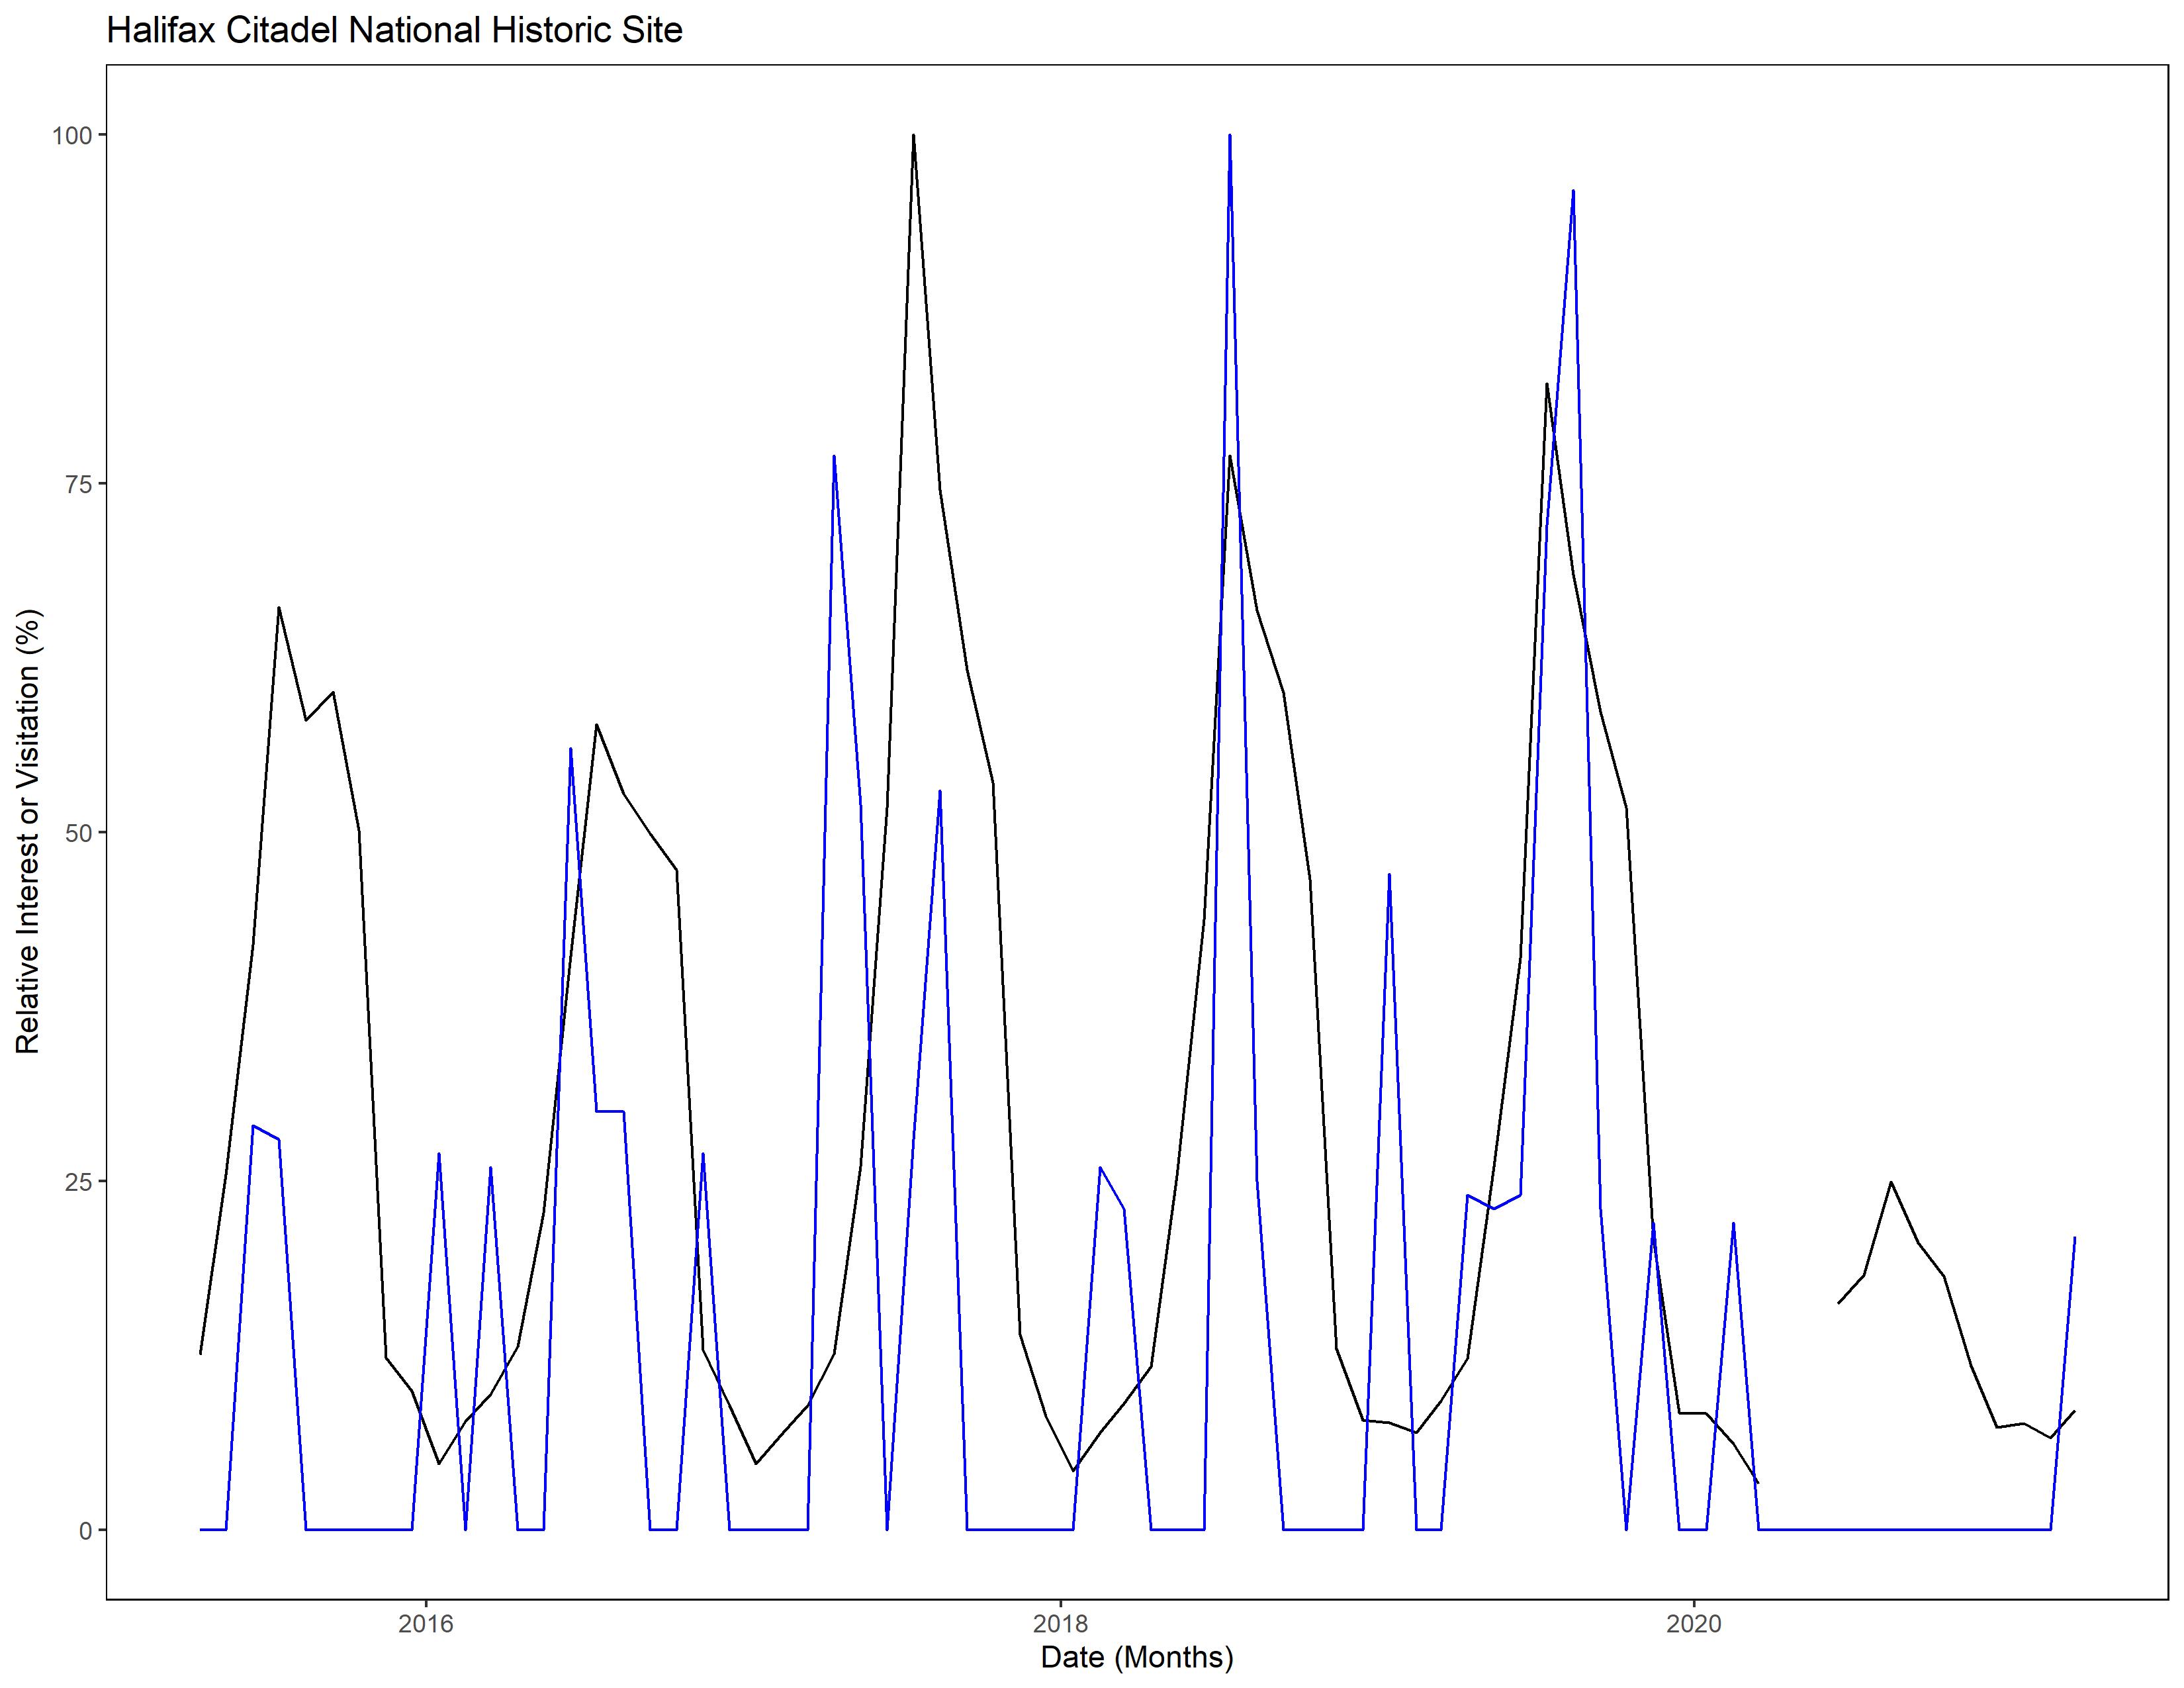 Halifax Citadel National Historic Site
100
75
50
25
0
Relative Interest or Visitation (%)
2016 2018 2020
Date (Months)